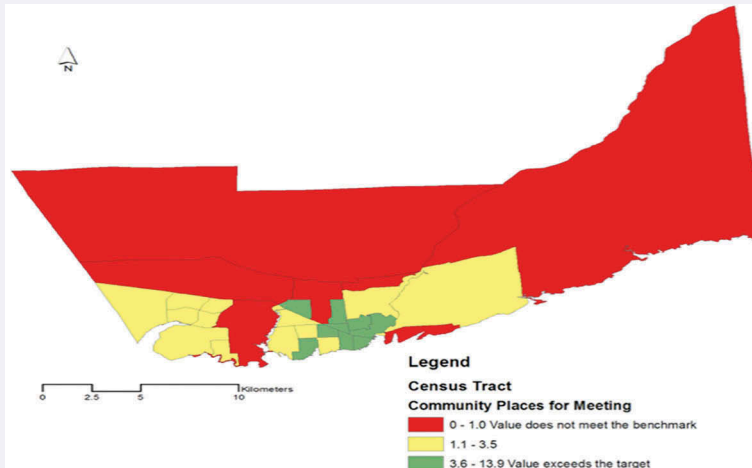 N
Kilometers
0 2.5 5 10
Legend
Census Tract
Community Places for Meeting
0 - 1.0 Value does not meet the benchmark
1.1 - 3.5
3.6 - 13.9 Value exceeds the target